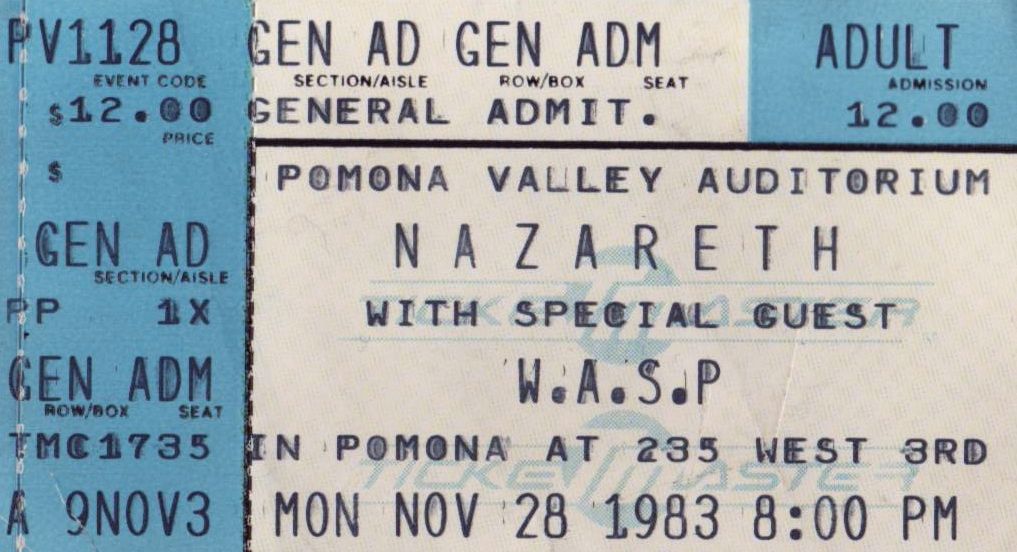 PV1128
EVENT CODE
$12.00
PRICE
$
GEN AD
SECTION/AISLE
PP 1X
GEN ADM
ROW/BOX SEAT
TMC1735
A 9NOV3
GEN AD GEN ADM ADULT
SECTION/AISLE ROW/BOX SEAT ADMISSION
GENERAL ADMIT. 12.00
POMONA VALLEY AUDITORIUM
NAZARETH
TICKETMASTER
WITH SPECIAL GUEST
W.A.S.P
IN POMONA AT 235 WEST 3RD
TICKETMASTER
MON NOV 28 1983 8:00 PM